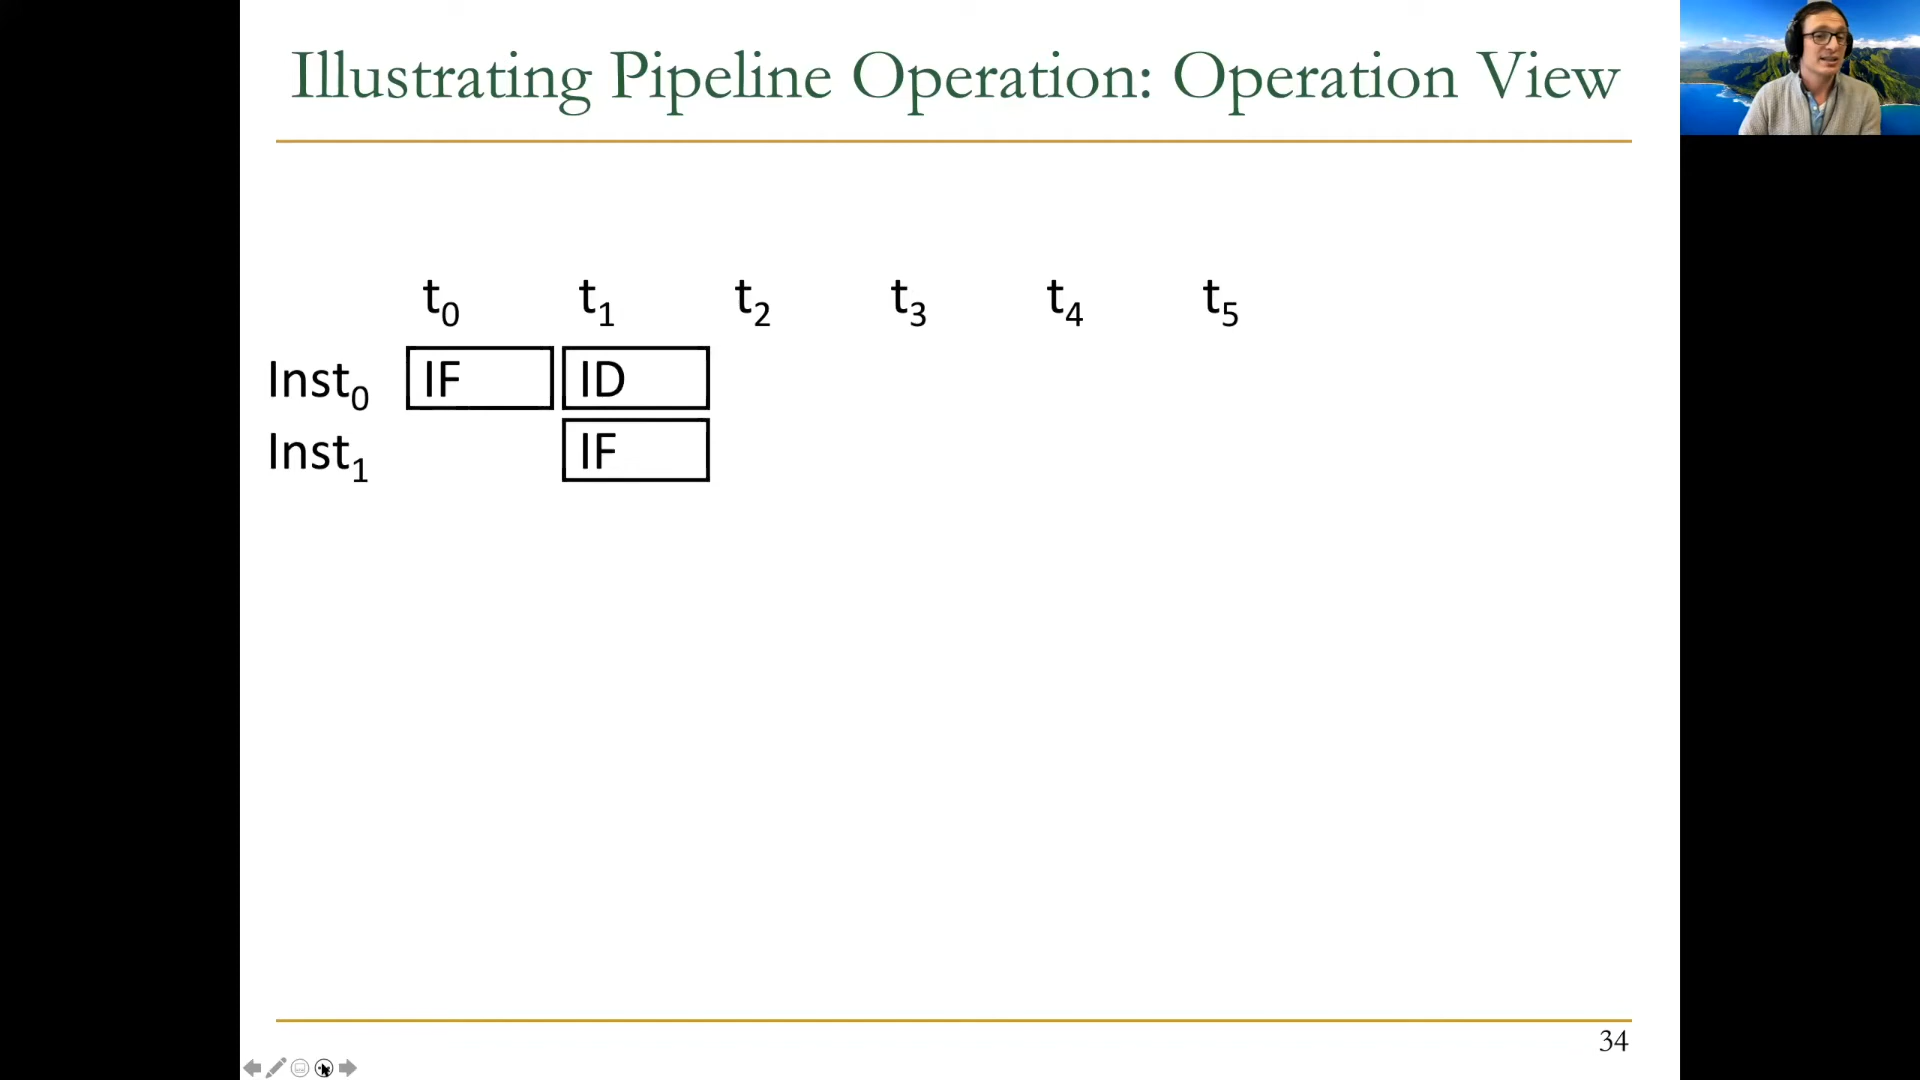 Illustrating Pipeline Operation: Operation View
t₀ t₁ t₂ t₃ t₄ t₅
Inst₀ IF ID
Inst₁ IF
34